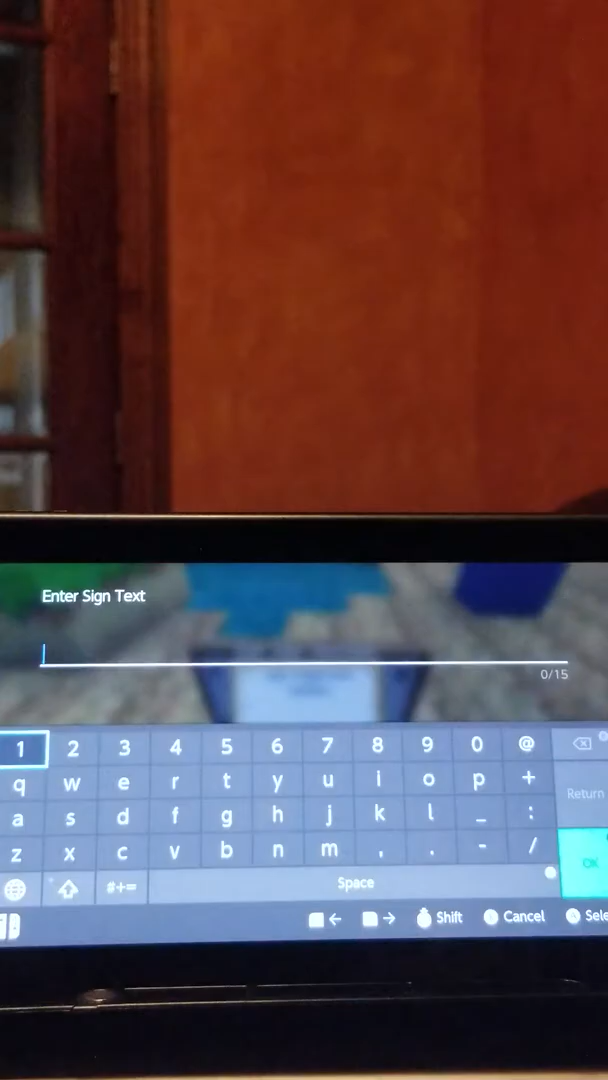 Enter Sign Text
0/15
1 2 3 4 5 6 7 8 9 0 @
q w e r t y u i o p +
Return
a s d f g h j k l _ :
z x c v b n m , . - /
OK
#+= Space
← → Shift Cancel